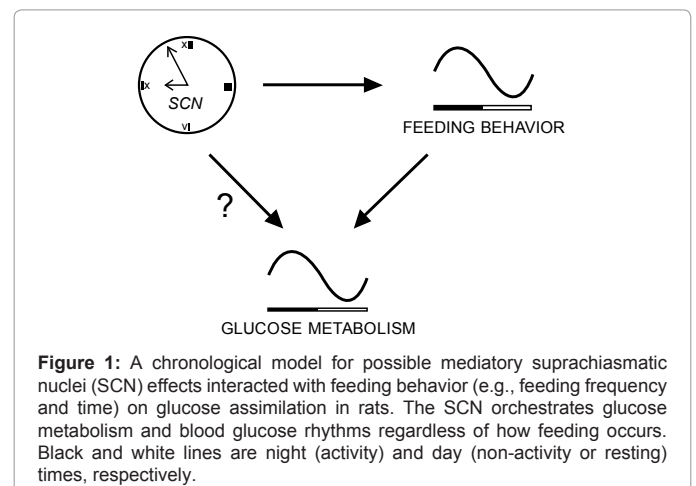 XII
X
SCN
VI
FEEDING BEHAVIOR
?
GLUCOSE METABOLISM
Figure 1: A chronological model for possible mediatory suprachiasmatic
nuclei (SCN) effects interacted with feeding behavior (e.g., feeding frequency
and time) on glucose assimilation in rats. The SCN orchestrates glucose
metabolism and blood glucose rhythms regardless of how feeding occurs.
Black and white lines are night (activity) and day (non-activity or resting)
times, respectively.